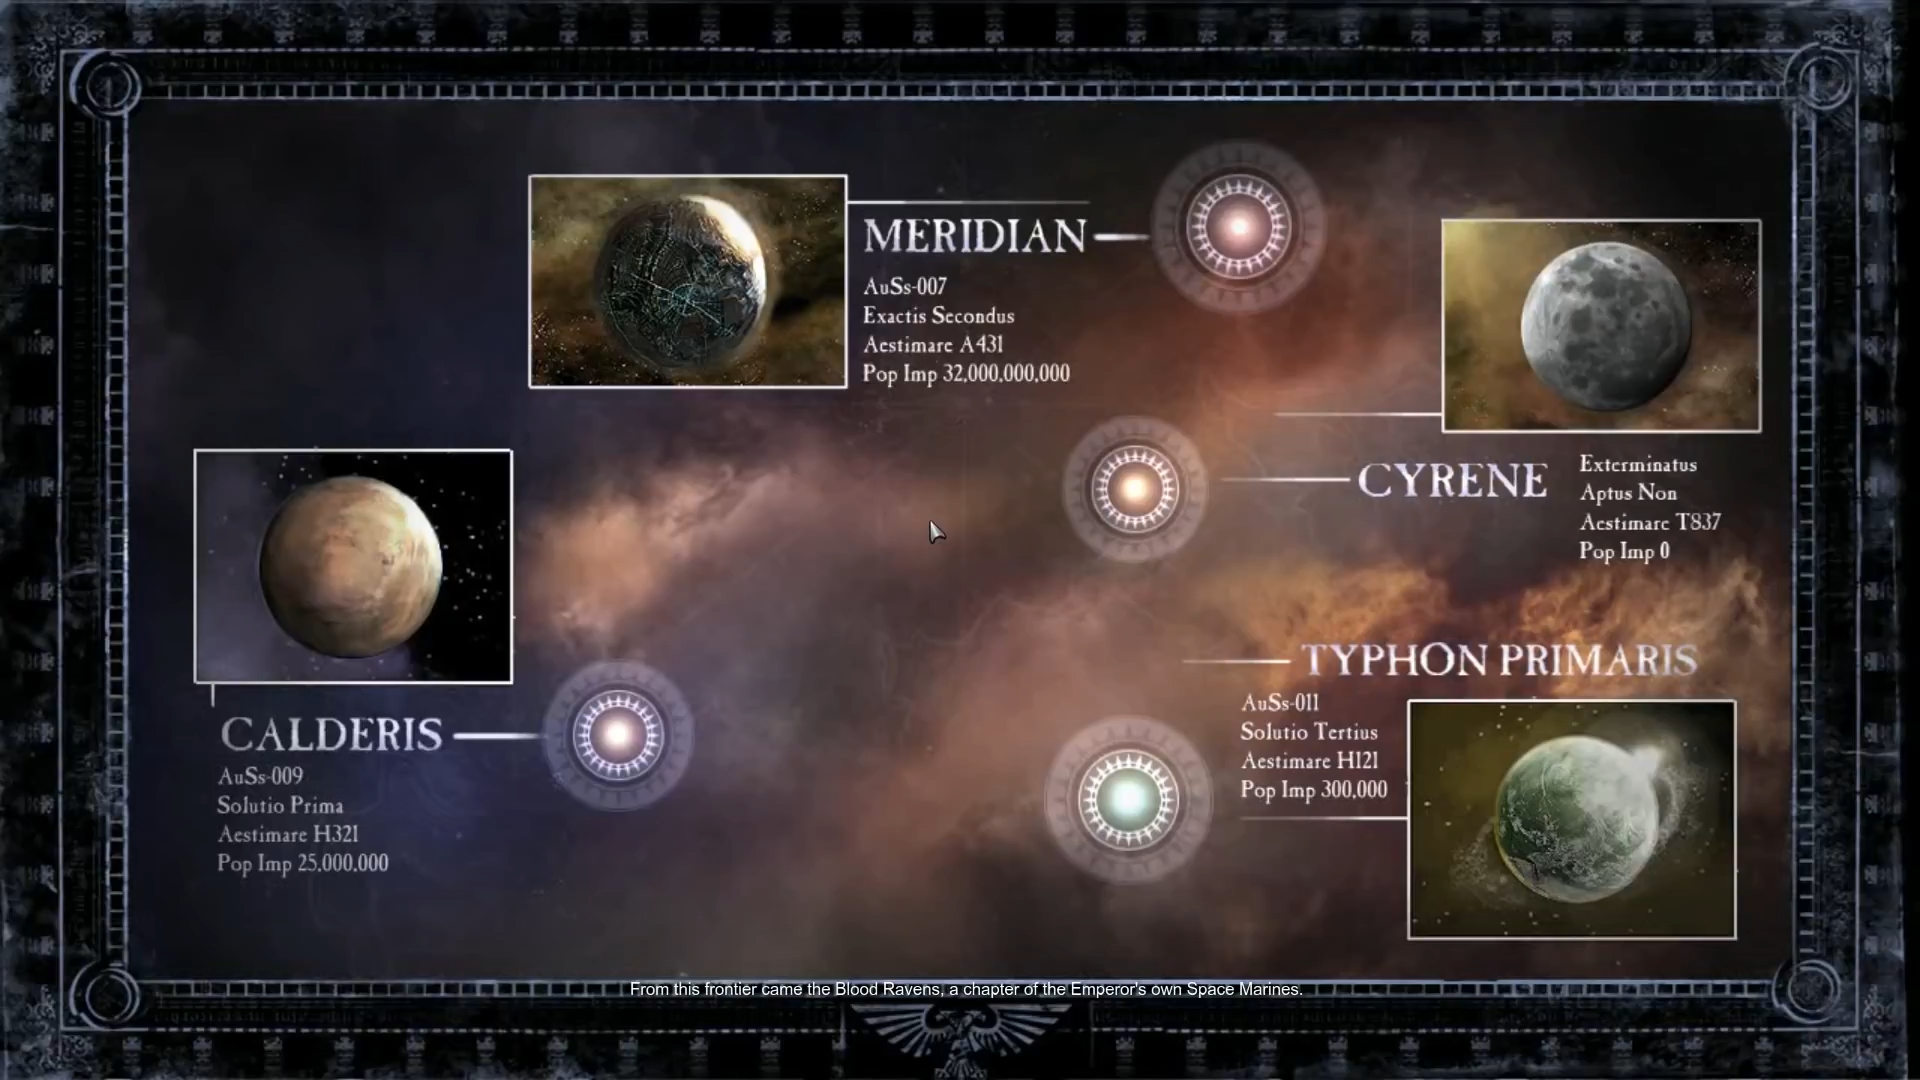 MERIDIAN
AuSs-007
Exactis Secondus
Aestimare A431
Pop Imp 32,000,000,000
CYRENE
Exterminatus
Aptus Non
Aestimare T837
Pop Imp 0
CALDERIS
AuSs-009
Solutio Prima
Aestimare H321
Pop Imp 25,000,000
TYPHON PRIMARIS
AuSs-011
Solutio Tertius
Aestimare H121
Pop Imp 300,000
From this frontier came the Blood Ravens, a chapter of the Emperor's own Space Marines.